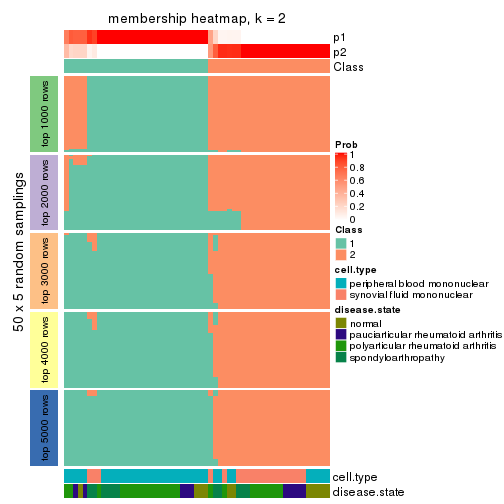 membership heatmap, k = 2
p1
p2
Class
50 x 5 random samplings
top 1000 rows
top 2000 rows
top 3000 rows
top 4000 rows
top 5000 rows
Prob
1
0.8
0.6
0.4
0.2
0
Class
1
2
cell.type
peripheral blood mononuclear
synovial fluid mononuclear
disease.state
normal
pauciarticular rheumatoid arthritis
polyarticular rheumatoid arthritis
spondyloarthropathy
cell.type
disease.state